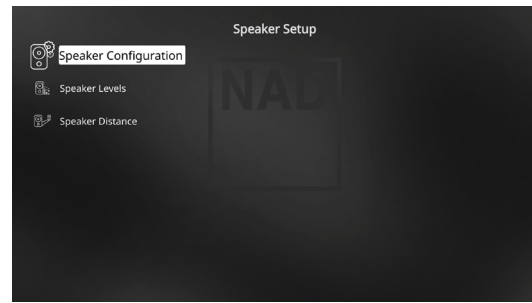 Speaker Setup
Speaker Configuration
NAD
Speaker Levels
Speaker Distance